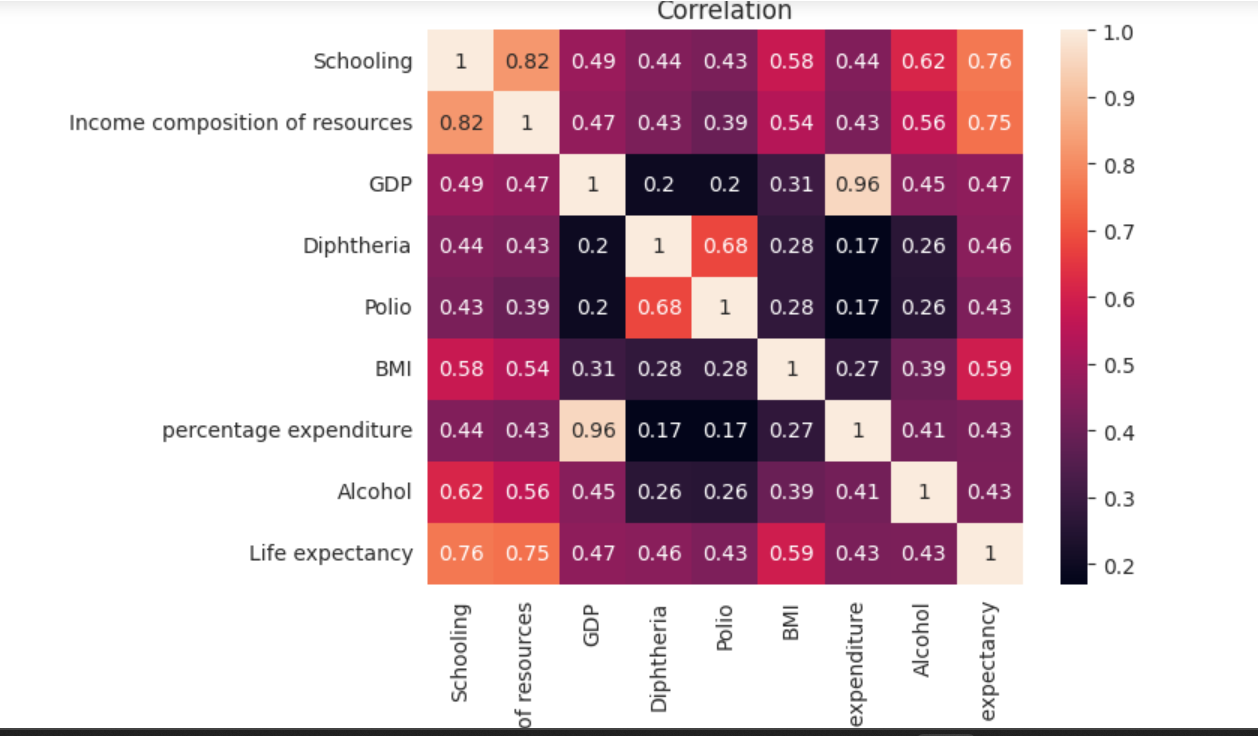 Correlation
Schooling 1 0.82 0.49 0.44 0.43 0.58 0.44 0.62 0.76
Income composition of resources 0.82 1 0.47 0.43 0.39 0.54 0.43 0.56 0.75
GDP 0.49 0.47 1 0.2 0.2 0.31 0.96 0.45 0.47
Diphtheria 0.44 0.43 0.2 1 0.68 0.28 0.17 0.26 0.46
Polio 0.43 0.39 0.2 0.68 1 0.28 0.17 0.26 0.43
BMI 0.58 0.54 0.31 0.28 0.28 1 0.27 0.39 0.59
percentage expenditure 0.44 0.43 0.96 0.17 0.17 0.27 1 0.41 0.43
Alcohol 0.62 0.56 0.45 0.26 0.26 0.39 0.41 1 0.43
Life expectancy 0.76 0.75 0.47 0.46 0.43 0.59 0.43 0.43 1
Schooling
of resources
GDP
Diphtheria
Polio
BMI
expenditure
Alcohol
expectancy
1.0
0.9
0.8
0.7
0.6
0.5
0.4
0.3
0.2